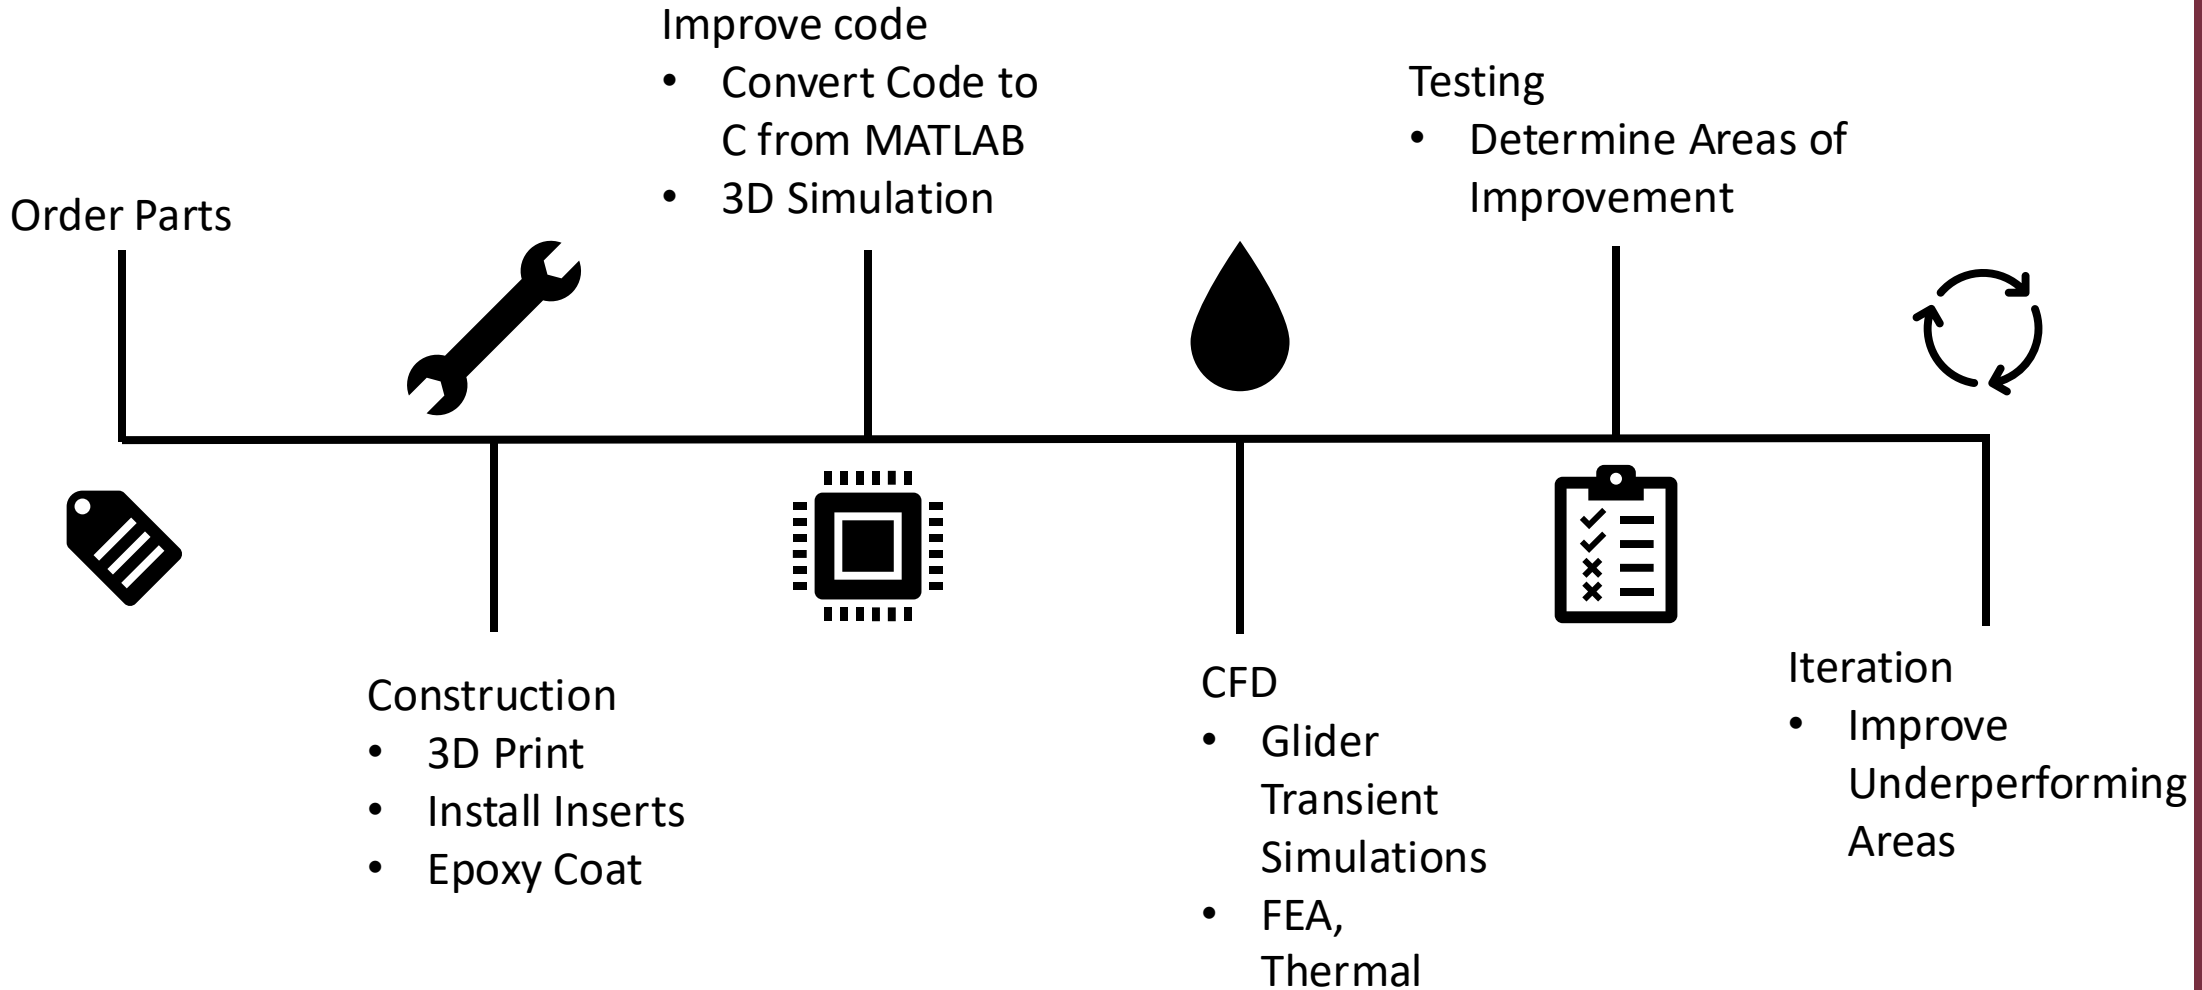 Order Parts
Construction
• 3D Print
• Install Inserts
• Epoxy Coat
Improve code
• Convert Code to
C from MATLAB
• 3D Simulation
CFD
• Glider
Transient
Simulations
• FEA,
Thermal
Testing
• Determine Areas of
Improvement
Iteration
• Improve
Underperforming
Areas